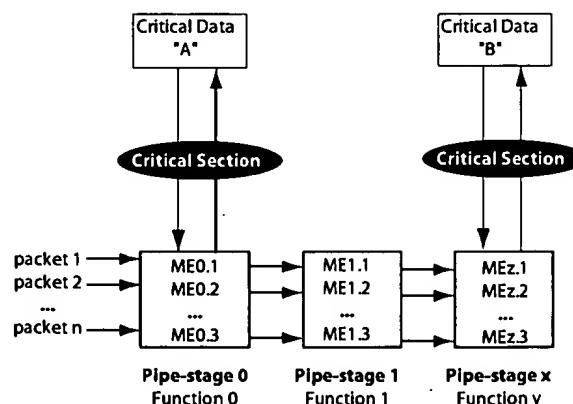 Critical Data
"A"
Critical Data
"B"
Critical Section
Critical Section
packet 1
packet 2
...
packet n
ME0.1
ME0.2
...
ME0.3
ME1.1
ME1.2
...
ME1.3
MEz.1
MEz.2
...
MEz.3
Pipe-stage 0
Function 0
Pipe-stage 1
Function 1
Pipe-stage x
Function y